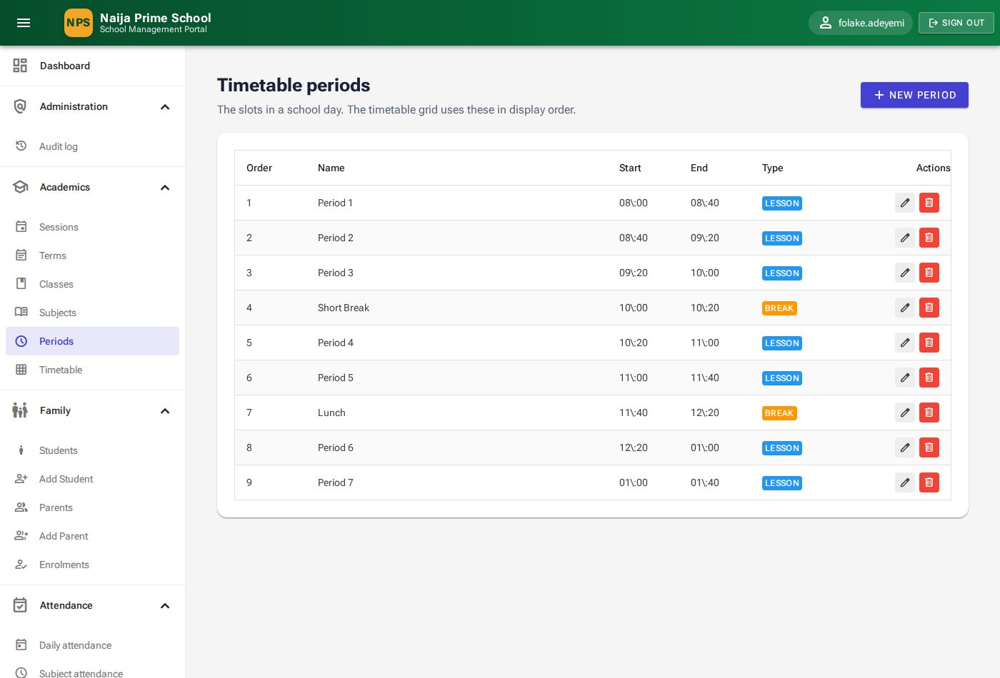 NPS
Naija Prime School
School Management Portal
folake.adeyemi
SIGN OUT
Dashboard
Administration
Audit log
Academics
Sessions
Terms
Classes
Subjects
Periods
Timetable
Family
Students
Add Student
Parents
Add Parent
Enrolments
Attendance
Daily attendance
Subject attendance
Timetable periods
The slots in a school day. The timetable grid uses these in display order.
NEW PERIOD
Order Name Start End Type Actions
1 Period 1 08\:00 08\:40 LESSON
2 Period 2 08\:40 09\:20 LESSON
3 Period 3 09\:20 10\:00 LESSON
4 Short Break 10\:00 10\:20 BREAK
5 Period 4 10\:20 11\:00 LESSON
6 Period 5 11\:00 11\:40 LESSON
7 Lunch 11\:40 12\:20 BREAK
8 Period 6 12\:20 01\:00 LESSON
9 Period 7 01\:00 01\:40 LESSON